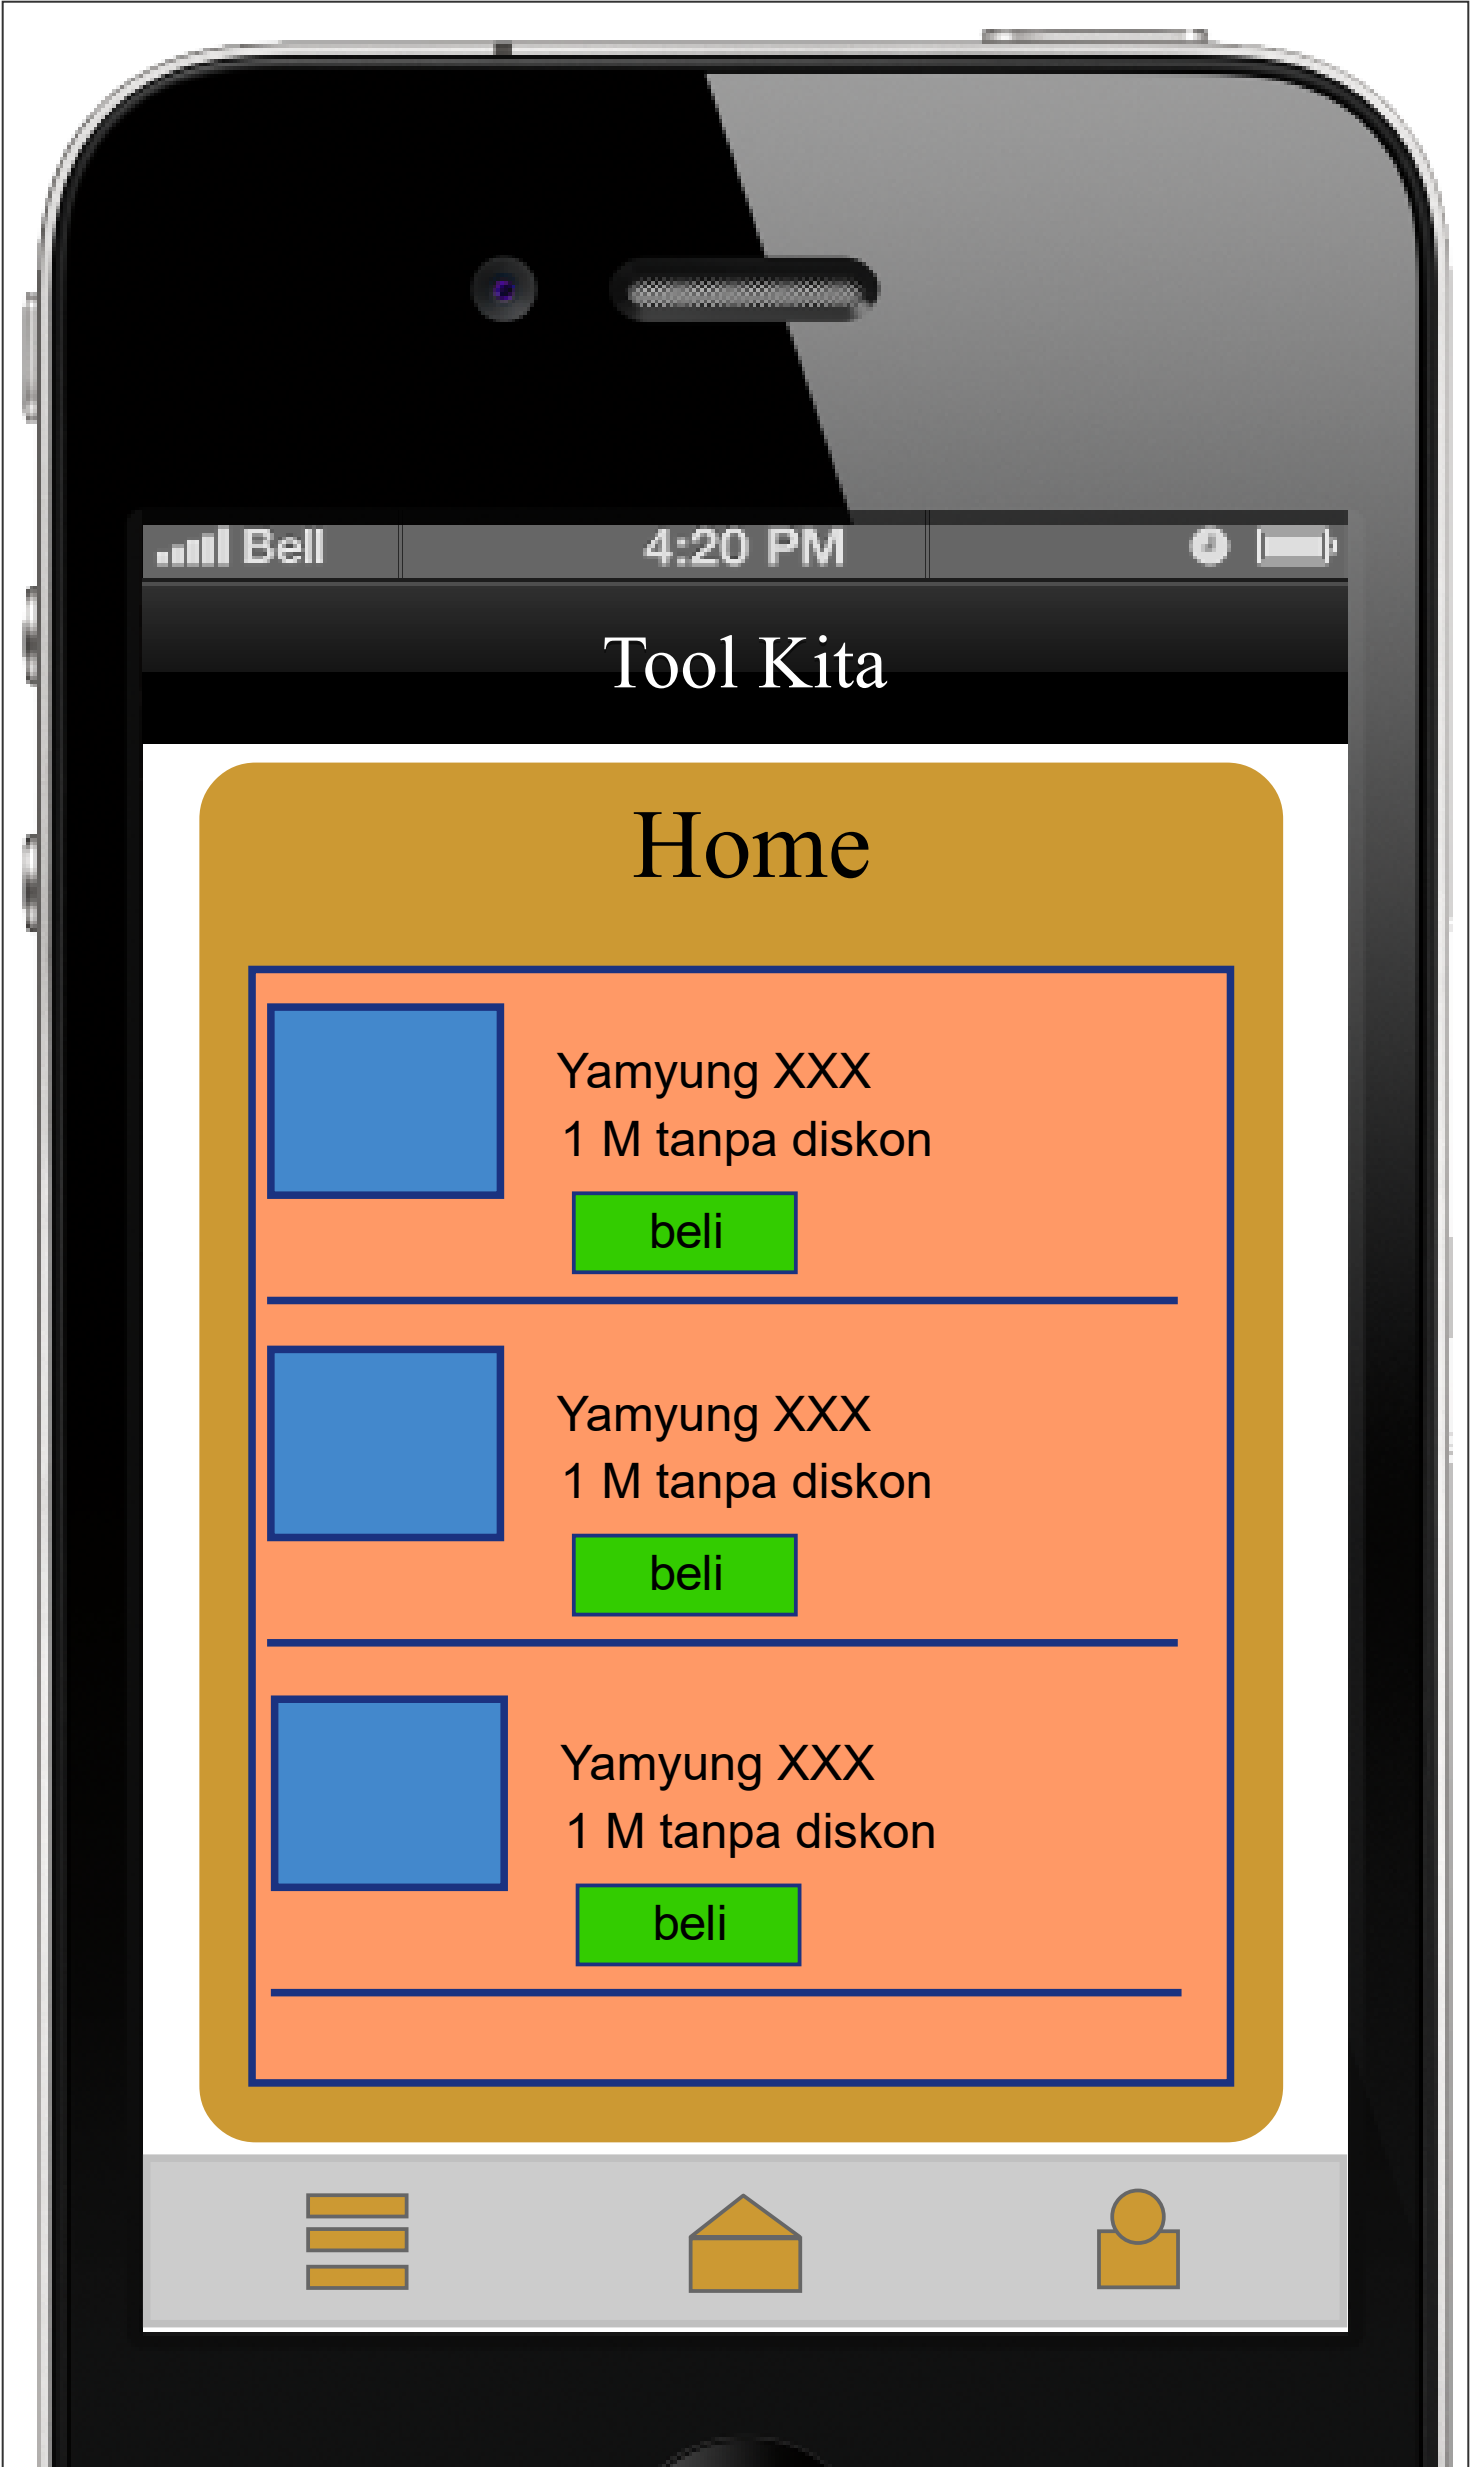 Bell 4:20 PM
Tool Kita
Home
Yamyung XXX
1 M tanpa diskon
beli
Yamyung XXX
1 M tanpa diskon
beli
Yamyung XXX
1 M tanpa diskon
beli